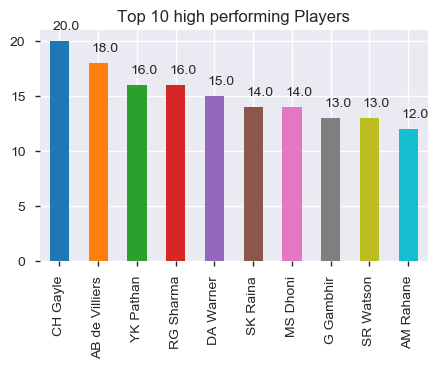 Top 10 high performing Players
20.0
18.0
16.0
16.0
15.0
14.0
14.0
13.0
13.0
12.0
20
15
10
5
0
CH Gayle
AB de Villiers
YK Pathan
RG Sharma
DA Warner
SK Raina
MS Dhoni
G Gambhir
SR Watson
AM Rahane